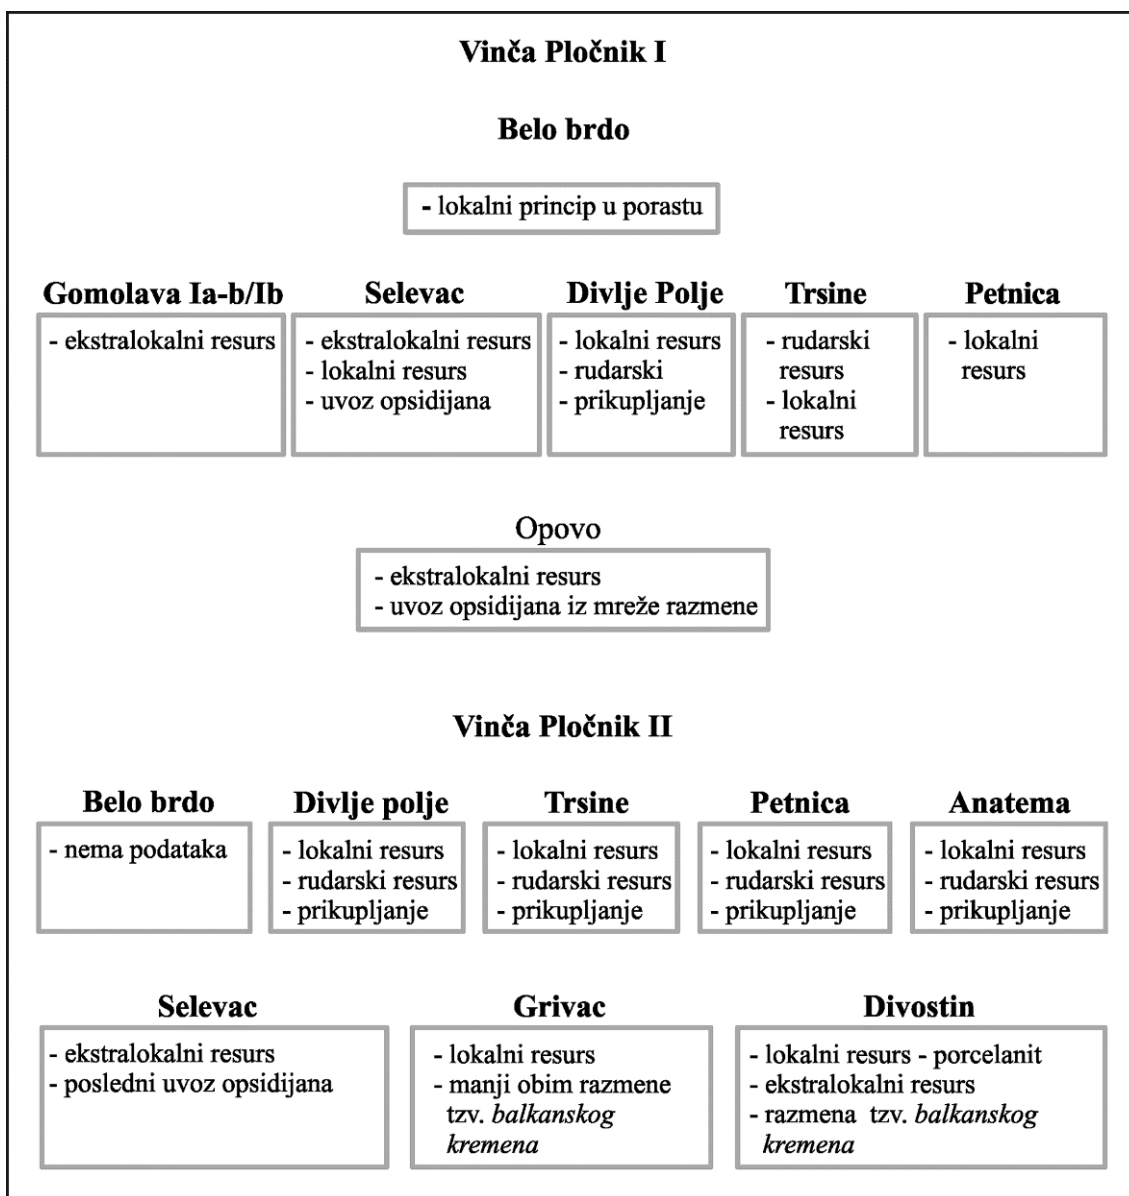 Vinča Pločnik I
Belo brdo
- lokalni princip u porastu
Gomolava Ia-b/Ib
- ekstralokalni resurs
Selevac
- ekstralokalni resurs
- lokalni resurs
- uvoz opsidijana
Divlje Polje
- lokalni resurs
- rudarski
- prikupljanje
Trsine
- rudarski
resurs
- lokalni
resurs
Petnica
- lokalni
resurs
Opovo
- ekstralokalni resurs
- uvoz opsidijana iz mreže razmene
Vinča Pločnik II
Belo brdo
- nema podataka
Divlje polje
- lokalni resurs
- rudarski resurs
- prikupljanje
Trsine
- lokalni resurs
- rudarski resurs
- prikupljanje
Petnica
- lokalni resurs
- rudarski resurs
- prikupljanje
Anatema
- lokalni resurs
- rudarski resurs
- prikupljanje
Selevac
- ekstralokalni resurs
- posledni uvoz opsidijana
Grivac
- lokalni resurs
- manji obim razmene
tzv. balkanskog
kremena
Divostin
- lokalni resurs - porcelanit
- ekstralokalni resurs
- razmena tzv. balkanskog
kremena